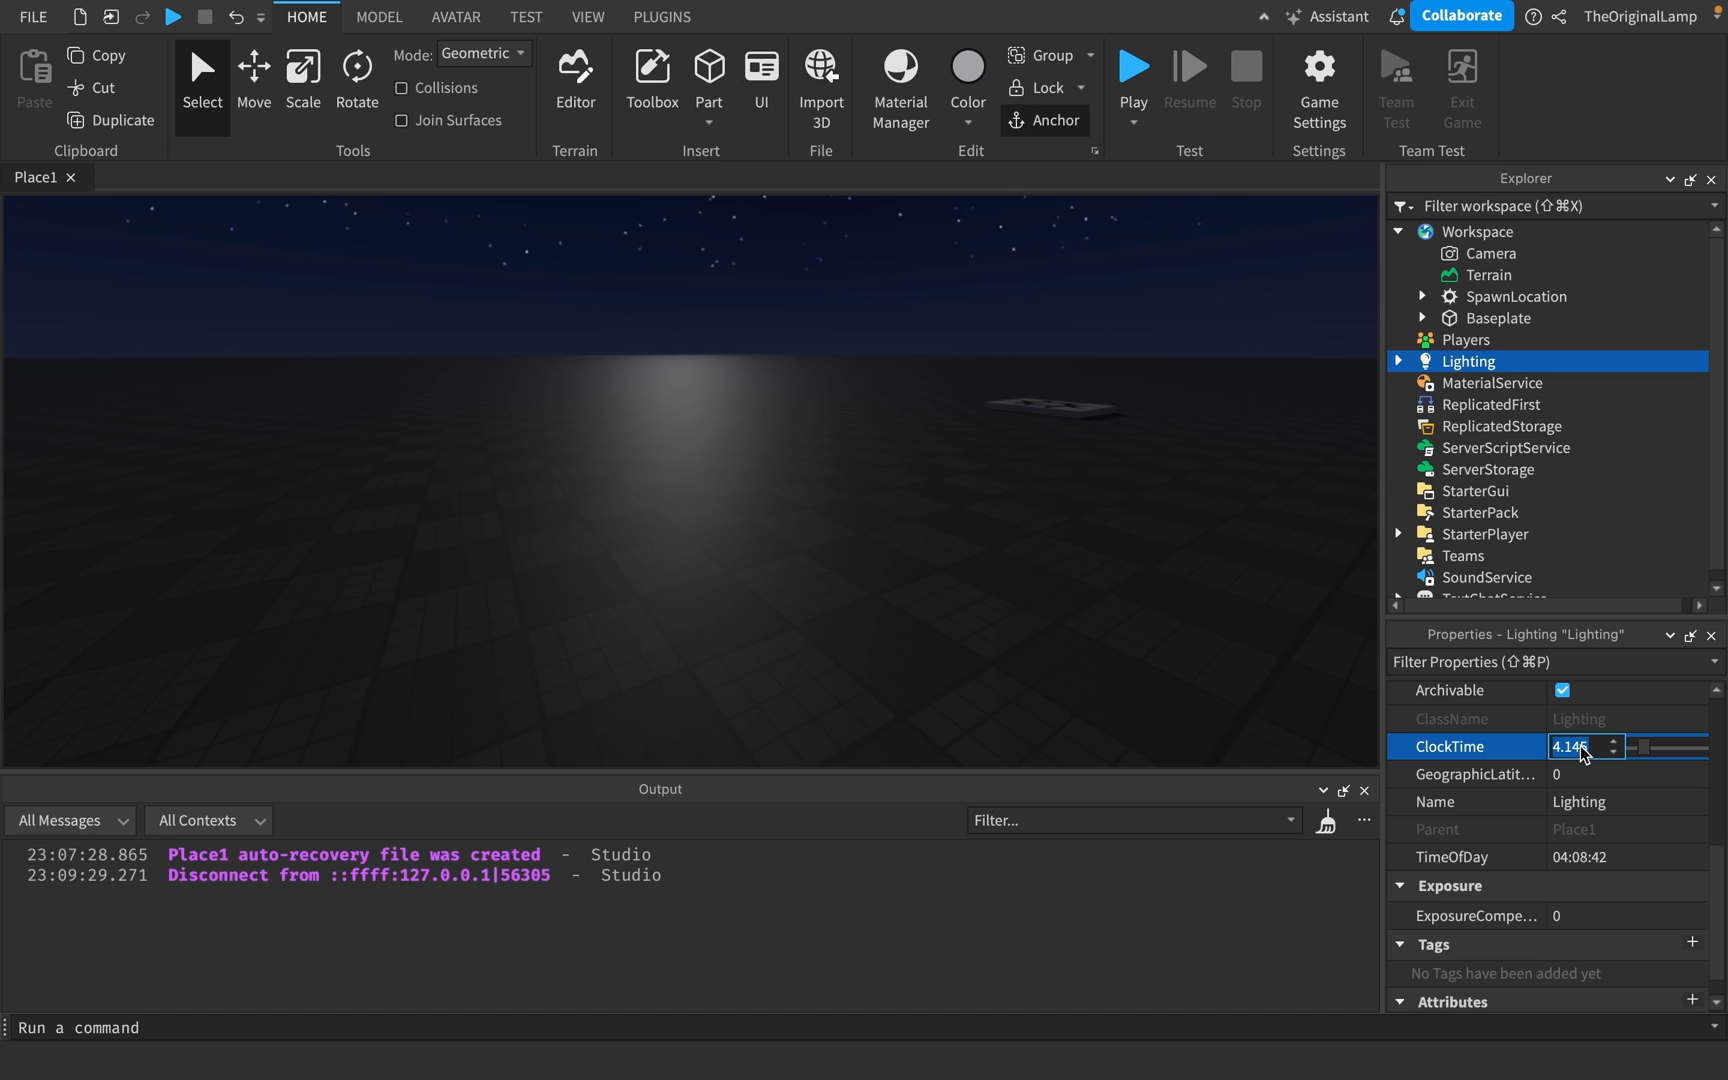 FILE HOME MODEL AVATAR TEST VIEW PLUGINS Assistant Collaborate TheOriginalLamp
Paste Copy Cut Duplicate
Clipboard
Select Move Scale Rotate
Mode: Geometric
Collisions
Join Surfaces
Tools
Editor
Terrain
Toolbox Part UI
Insert
Import 3D
File
Material Manager Color
Group
Lock
Anchor
Edit
Play Resume Stop
Test
Game Settings
Settings
Team Test Exit Game
Team Test
Place1
Explorer
Filter workspace (⇧⌘X)
Workspace
Camera
Terrain
SpawnLocation
Baseplate
Players
Lighting
MaterialService
ReplicatedFirst
ReplicatedStorage
ServerScriptService
ServerStorage
StarterGui
StarterPack
StarterPlayer
Teams
SoundService
Properties - Lighting "Lighting"
Filter Properties (⇧⌘P)
Archivable
ClassName Lighting
ClockTime 4.145
GeographicLatit... 0
Name Lighting
Parent Place1
TimeOfDay 04:08:42
Exposure
ExposureCompe... 0
Tags +
No Tags have been added yet
Attributes +
Output
All Messages All Contexts Filter... ...
23:07:28.865 Place1 auto-recovery file was created - Studio
23:09:29.271 Disconnect from ::ffff:127.0.0.1|56305 - Studio
Run a command